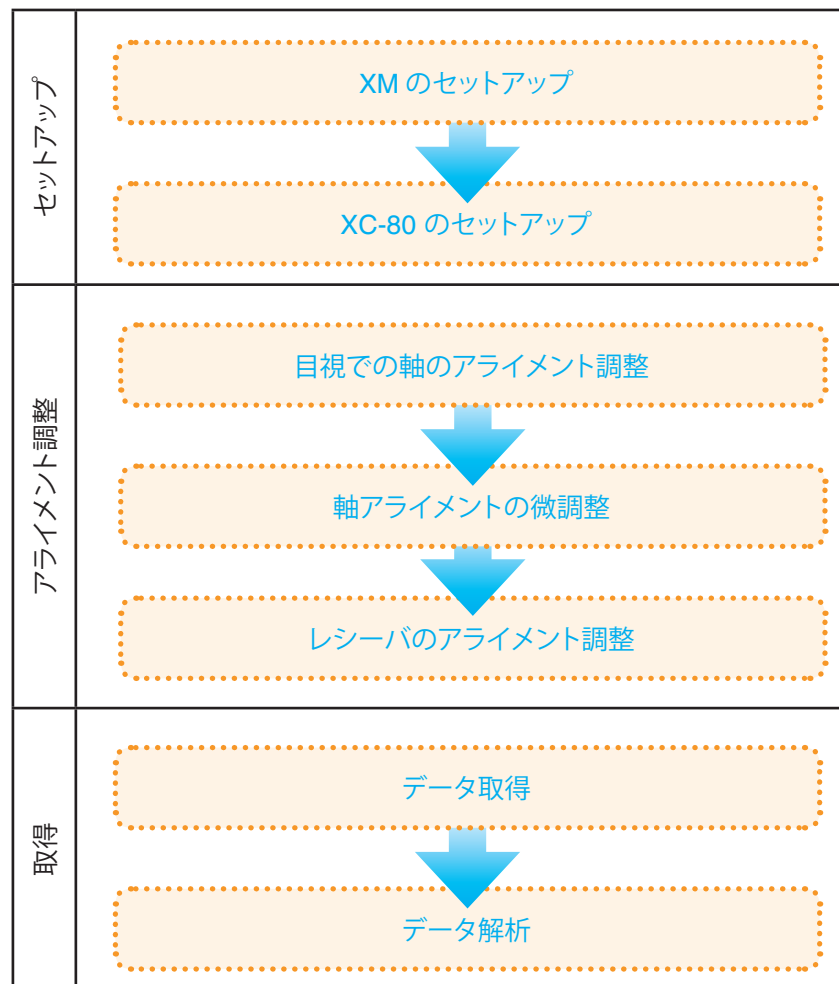 セットアップ
XM のセットアップ
XC-80 のセットアップ
アライメント調整
目視での軸のアライメント調整
軸アライメントの微調整
レシーバのアライメント調整
取得
データ取得
データ解析